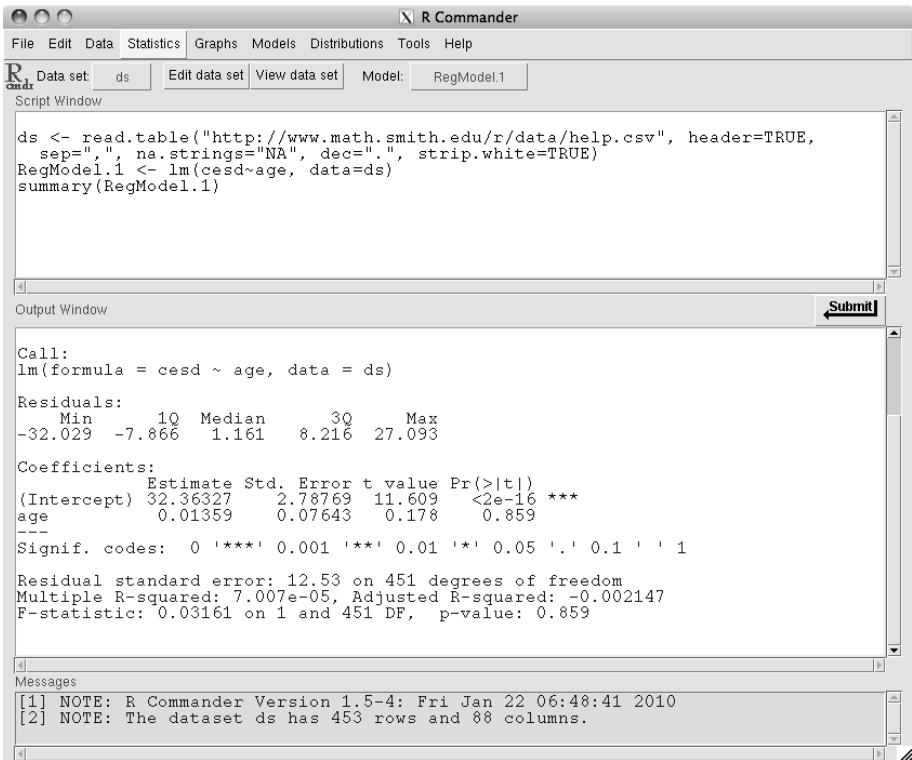 X R Commander
File Edit Data Statistics Graphs Models Distributions Tools Help
R cmdr Data set: ds Edit data set View data set Model: RegModel.1
Script Window
ds <- read.table("http://www.math.smith.edu/r/data/help.csv", header=TRUE,
  sep=",", na.strings="NA", dec=".", strip.white=TRUE)
RegModel.1 <- lm(cesd~age, data=ds)
summary(RegModel.1)
Output Window Submit
Call:
lm(formula = cesd ~ age, data = ds)
Residuals:
    Min      1Q  Median      3Q     Max
-32.029  -7.866   1.161   8.216  27.093
Coefficients:
            Estimate Std. Error t value Pr(>|t|)
(Intercept) 32.36327    2.78769  11.609   <2e-16 ***
age          0.01359    0.07643   0.178    0.859
---
Signif. codes:  0 '***' 0.001 '**' 0.01 '*' 0.05 '.' 0.1 ' ' 1
Residual standard error: 12.53 on 451 degrees of freedom
Multiple R-squared: 7.007e-05, Adjusted R-squared: -0.002147
F-statistic: 0.03161 on 1 and 451 DF,  p-value: 0.859
Messages
[1] NOTE: R Commander Version 1.5-4: Fri Jan 22 06:48:41 2010
[2] NOTE: The dataset ds has 453 rows and 88 columns.